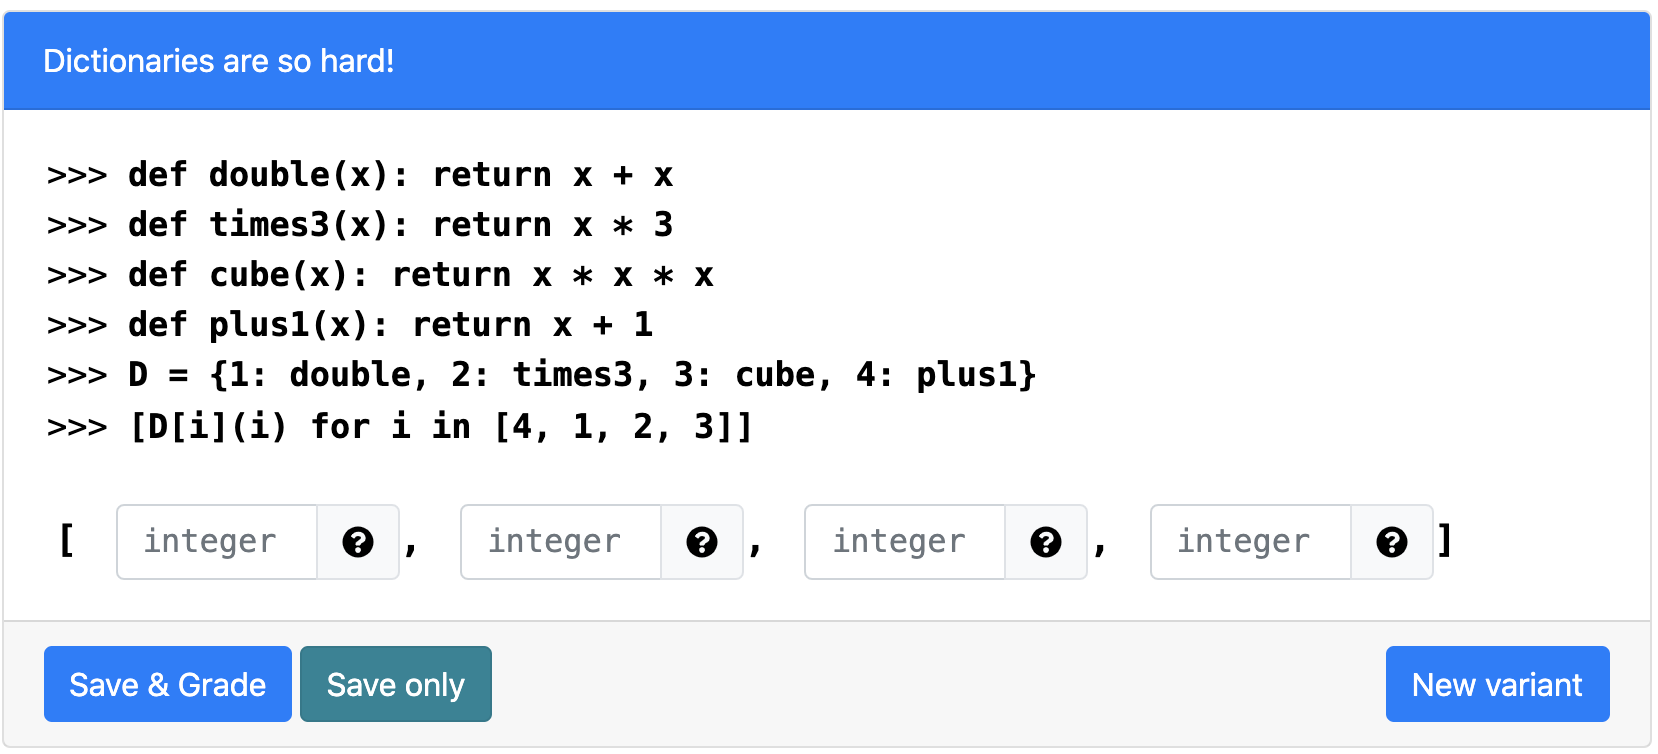 Dictionaries are so hard!
>>> def double(x): return x + x
>>> def times3(x): return x * 3
>>> def cube(x): return x * x * x
>>> def plus1(x): return x + 1
>>> D = {1: double, 2: times3, 3: cube, 4: plus1}
>>> [D[i](i) for i in [4, 1, 2, 3]]
[ integer ? , integer ? , integer ? , integer ? ]
Save & Grade Save only New variant